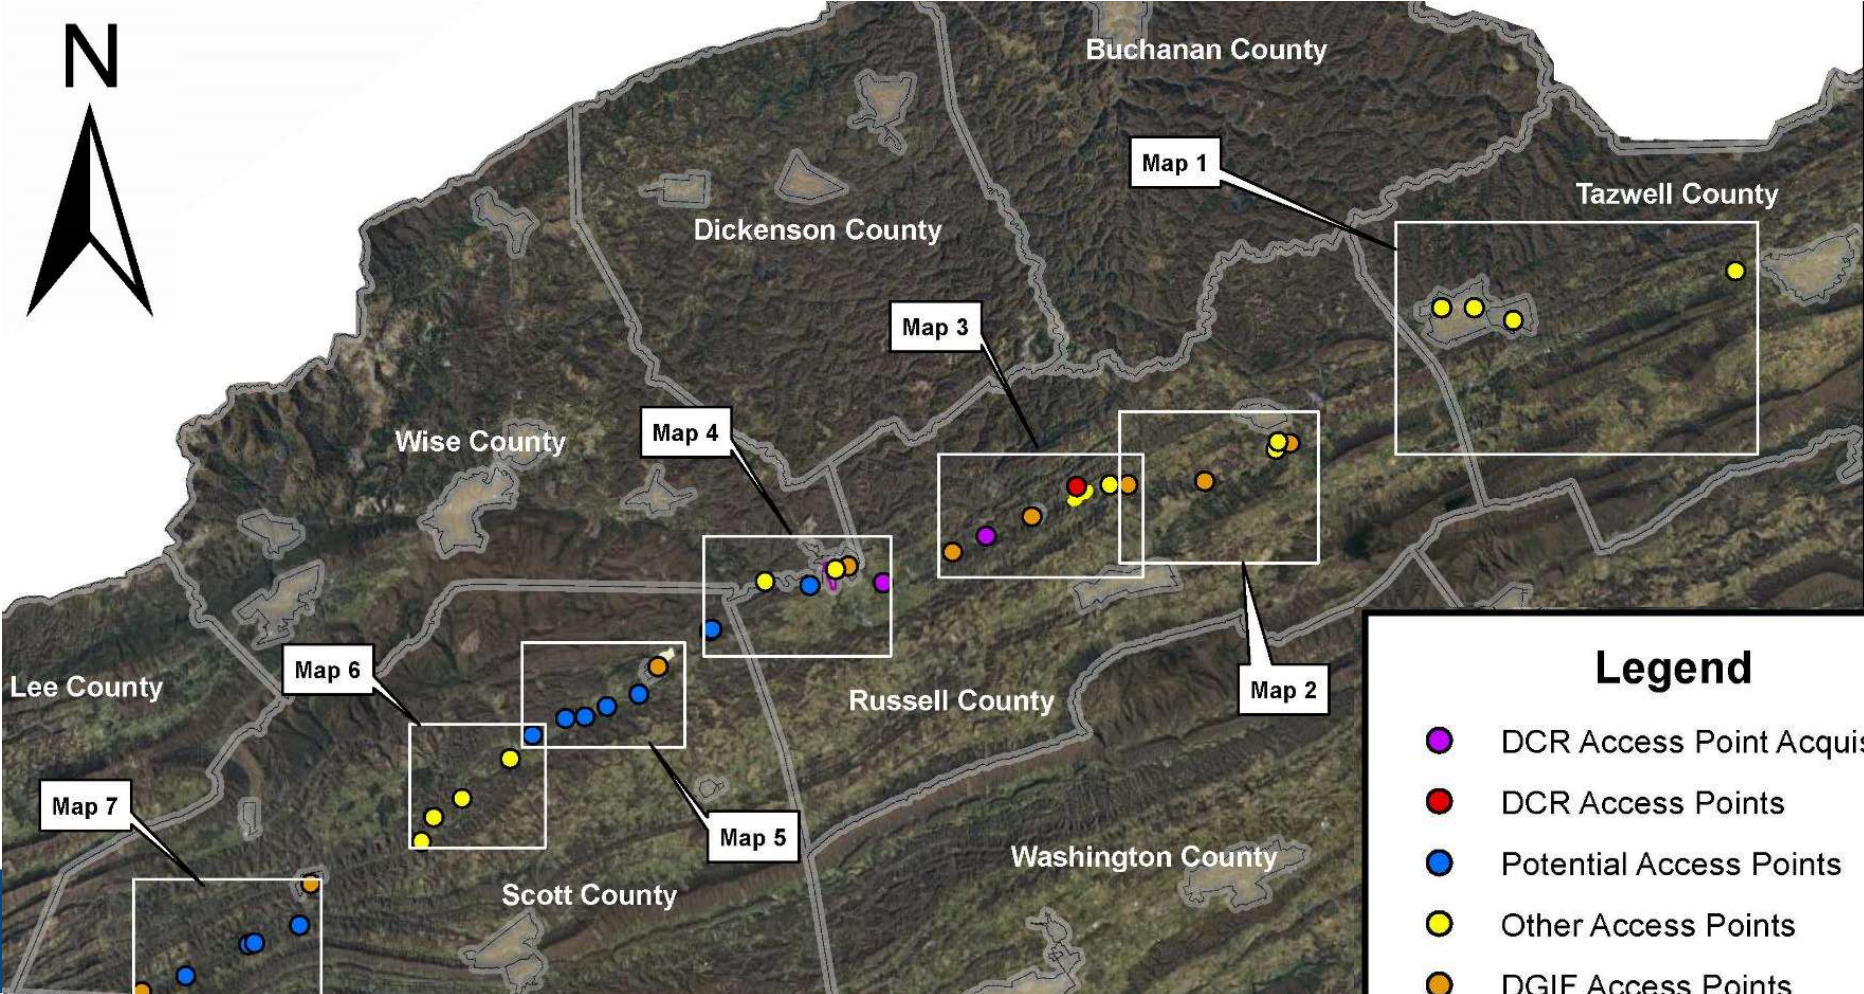 N
Buchanan County
Map 1
Tazwell County
Dickenson County
Map 3
Map 4
Wise County
Map 6
Lee County
Map 2
Russell County
Map 7
Map 5
Washington County
Scott County
Legend
DCR Access Point Acquis
DCR Access Points
Potential Access Points
Other Access Points
DGIF Access Points